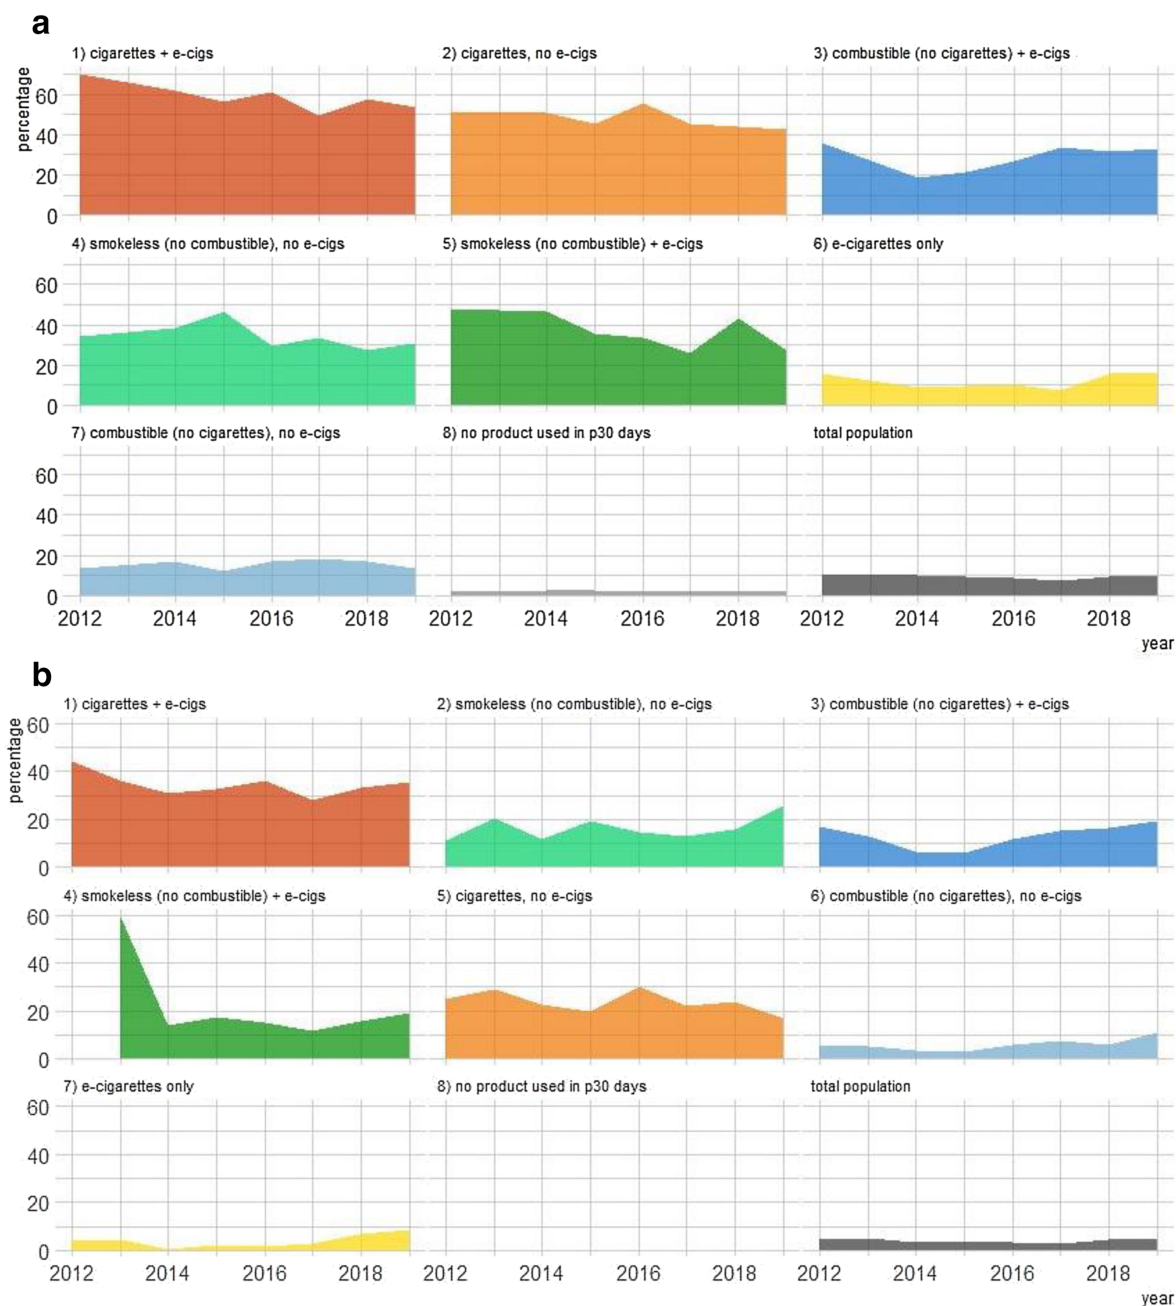 a
1) cigarettes + e-cigs
2) cigarettes, no e-cigs
3) combustible (no cigarettes) + e-cigs
percentage
60
40
20
0
4) smokeless (no combustible), no e-cigs
5) smokeless (no combustible) + e-cigs
6) e-cigarettes only
60
40
20
0
7) combustible (no cigarettes), no e-cigs
8) no product used in p30 days
total population
60
40
20
0
2012 2014 2016 2018 2012 2014 2016 2018 2012 2014 2016 2018
year
b
1) cigarettes + e-cigs
2) smokeless (no combustible), no e-cigs
3) combustible (no cigarettes) + e-cigs
percentage
60
40
20
0
4) smokeless (no combustible) + e-cigs
5) cigarettes, no e-cigs
6) combustible (no cigarettes), no e-cigs
60
40
20
0
7) e-cigarettes only
8) no product used in p30 days
total population
60
40
20
0
2012 2014 2016 2018 2012 2014 2016 2018 2012 2014 2016 2018
year